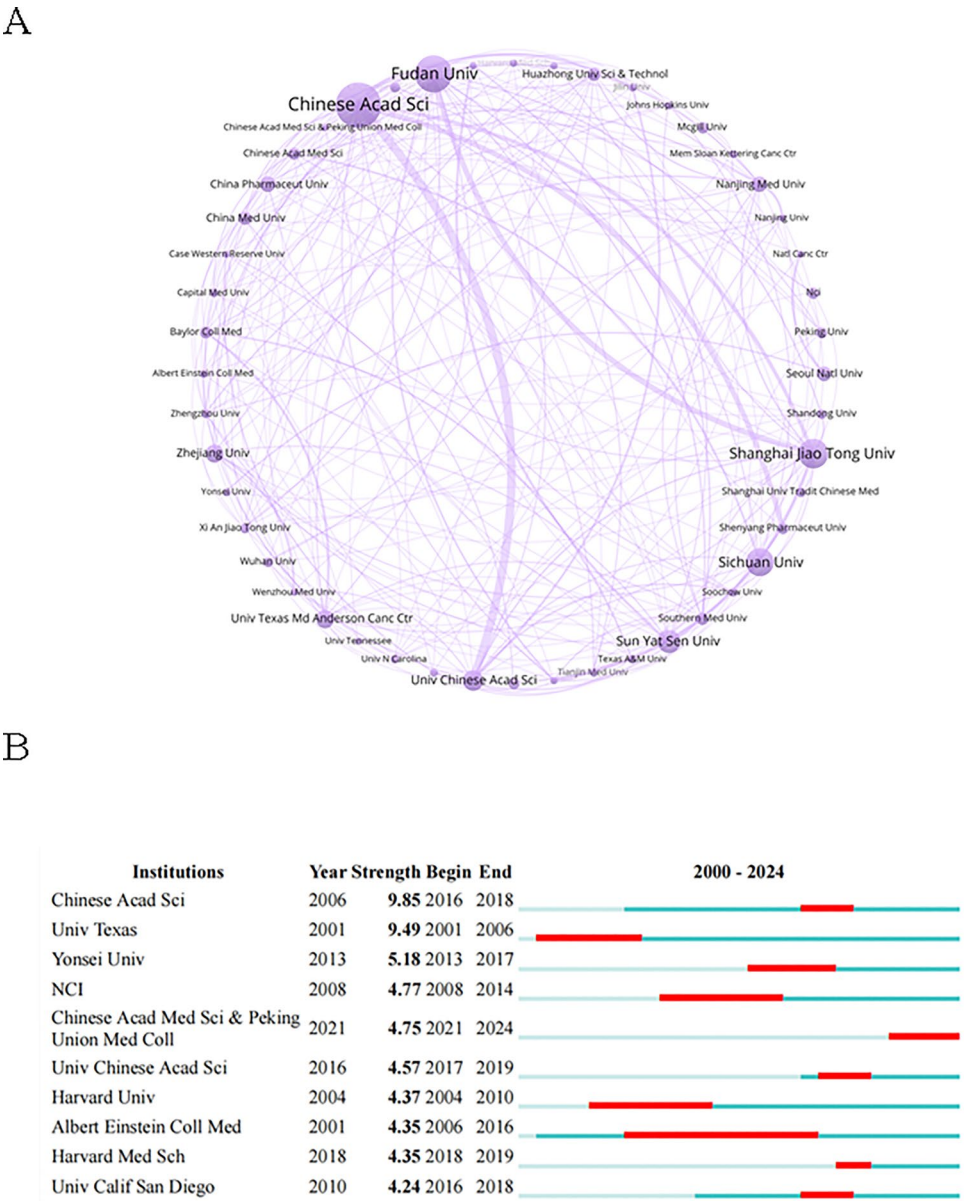 A
Fudan Univ
Harvard Med Sch
Huazhong Univ Sci & Technol
Jilin Univ
Chinese Acad Sci
Johns Hopkins Univ
Chinese Acad Med Sci & Peking Union Med Coll
Mcgill Univ
Chinese Acad Med Sci
Mem Sloan Kettering Canc Ctr
China Pharmaceut Univ
Nanjing Med Univ
China Med Univ
Nanjing Univ
Case Western Reserve Univ
Natl Canc Ctr
Capital Med Univ
Nci
Baylor Coll Med
Peking Univ
Albert Einstein Coll Med
Seoul Natl Univ
Zhengzhou Univ
Shandong Univ
Zhejiang Univ
Shanghai Jiao Tong Univ
Yonsei Univ
Shanghai Univ Tradit Chinese Med
Xi An Jiao Tong Univ
Shenyang Pharmaceut Univ
Wuhan Univ
Sichuan Univ
Wenzhou Med Univ
Soochow Univ
Univ Texas Md Anderson Canc Ctr
Southern Med Univ
Univ Tennessee
Sun Yat Sen Univ
Univ N Carolina
Texas A&M Univ
Univ Chinese Acad Sci
Tianjin Med Univ
B
Institutions Year Strength Begin End 2000 - 2024
Chinese Acad Sci 2006 9.85 2016 2018
Univ Texas 2001 9.49 2001 2006
Yonsei Univ 2013 5.18 2013 2017
NCI 2008 4.77 2008 2014
Chinese Acad Med Sci & Peking
Union Med Coll 2021 4.75 2021 2024
Univ Chinese Acad Sci 2016 4.57 2017 2019
Harvard Univ 2004 4.37 2004 2010
Albert Einstein Coll Med 2001 4.35 2006 2016
Harvard Med Sch 2018 4.35 2018 2019
Univ Calif San Diego 2010 4.24 2016 2018